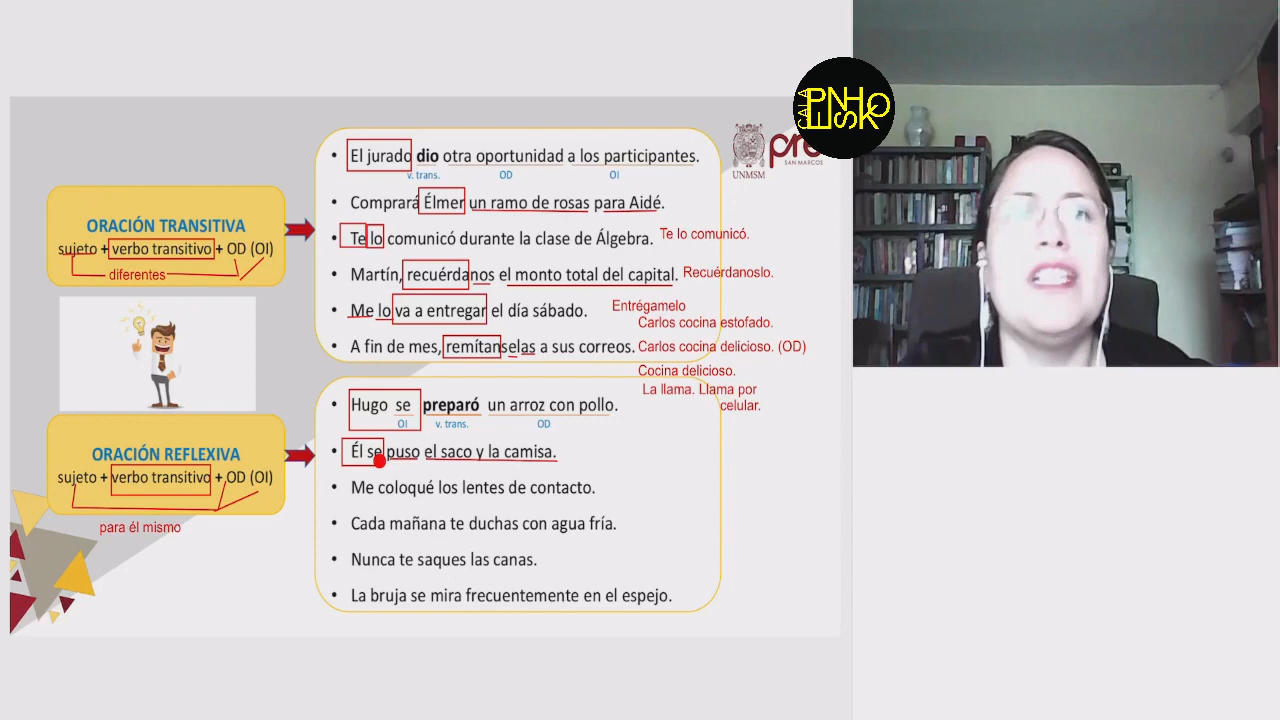 ORACIÓN TRANSITIVA
sujeto + verbo transitivo + OD (OI)
diferentes
El jurado dio otra oportunidad a los participantes.
v. trans. OD OI
Comprará Élmer un ramo de rosas para Aidé.
Te lo comunicó durante la clase de Álgebra. Te lo comunicó.
Martín, recuérdanos el monto total del capital. Recuérdanoslo.
Me lo va a entregar el día sábado. Entrégamelo
Carlos cocina estofado.
A fin de mes, remítanselas a sus correos. Carlos cocina delicioso. (OD)
Cocina delicioso.
La llama. Llama por
celular.
ORACIÓN REFLEXIVA
sujeto + verbo transitivo + OD (OI)
para él mismo
Hugo se preparó un arroz con pollo.
OI v. trans. OD
Él se puso el saco y la camisa.
Me coloqué los lentes de contacto.
Cada mañana te duchas con agua fría.
Nunca te saques las canas.
La bruja se mira frecuentemente en el espejo.
UNMSM
pre
SAN MARCOS